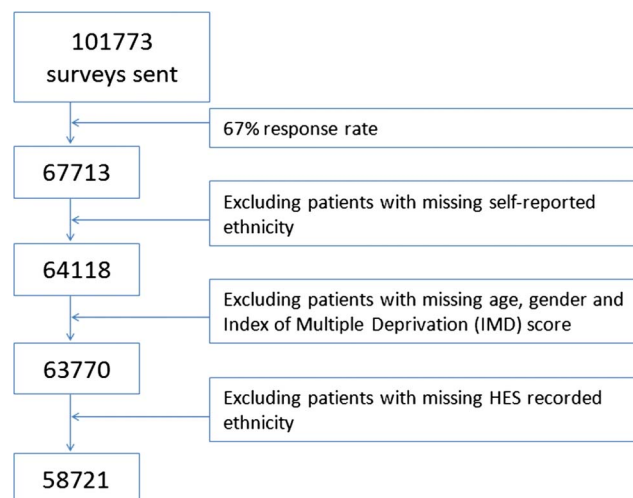 101773
surveys sent
67% response rate
67713
Excluding patients with missing self-reported
ethnicity
64118
Excluding patients with missing age, gender and
Index of Multiple Deprivation (IMD) score
63770
Excluding patients with missing HES recorded
ethnicity
58721